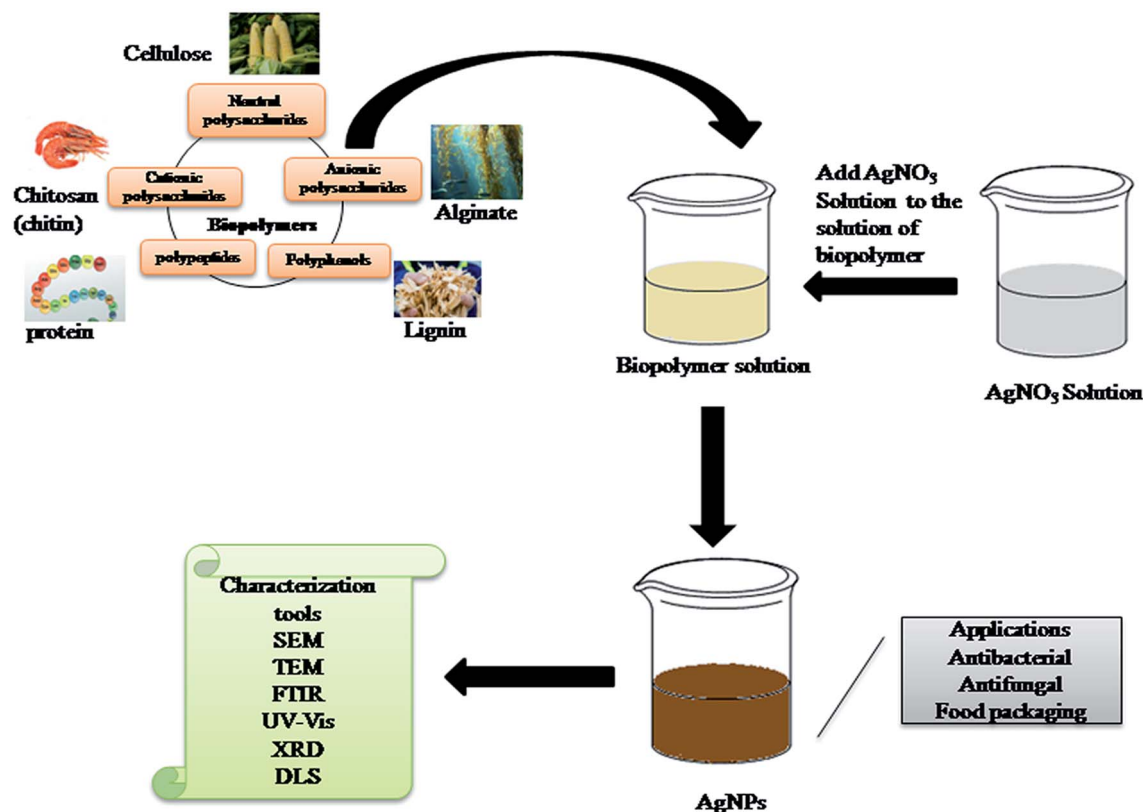 Cellulose
Neutral
polysaccharides
Cationic
polysaccharides
Anionic
polysaccharides
Chitosan
(chitin)
Biopolymers
Alginate
polypeptides
Polyphenols
protein
Lignin
Add AgNO₃
Solution to the
solution of
biopolymer
Biopolymer solution
AgNO₃ Solution
Characterization
tools
SEM
TEM
FTIR
UV-Vis
XRD
DLS
Applications
Antibacterial
Antifungal
Food packaging
AgNPs